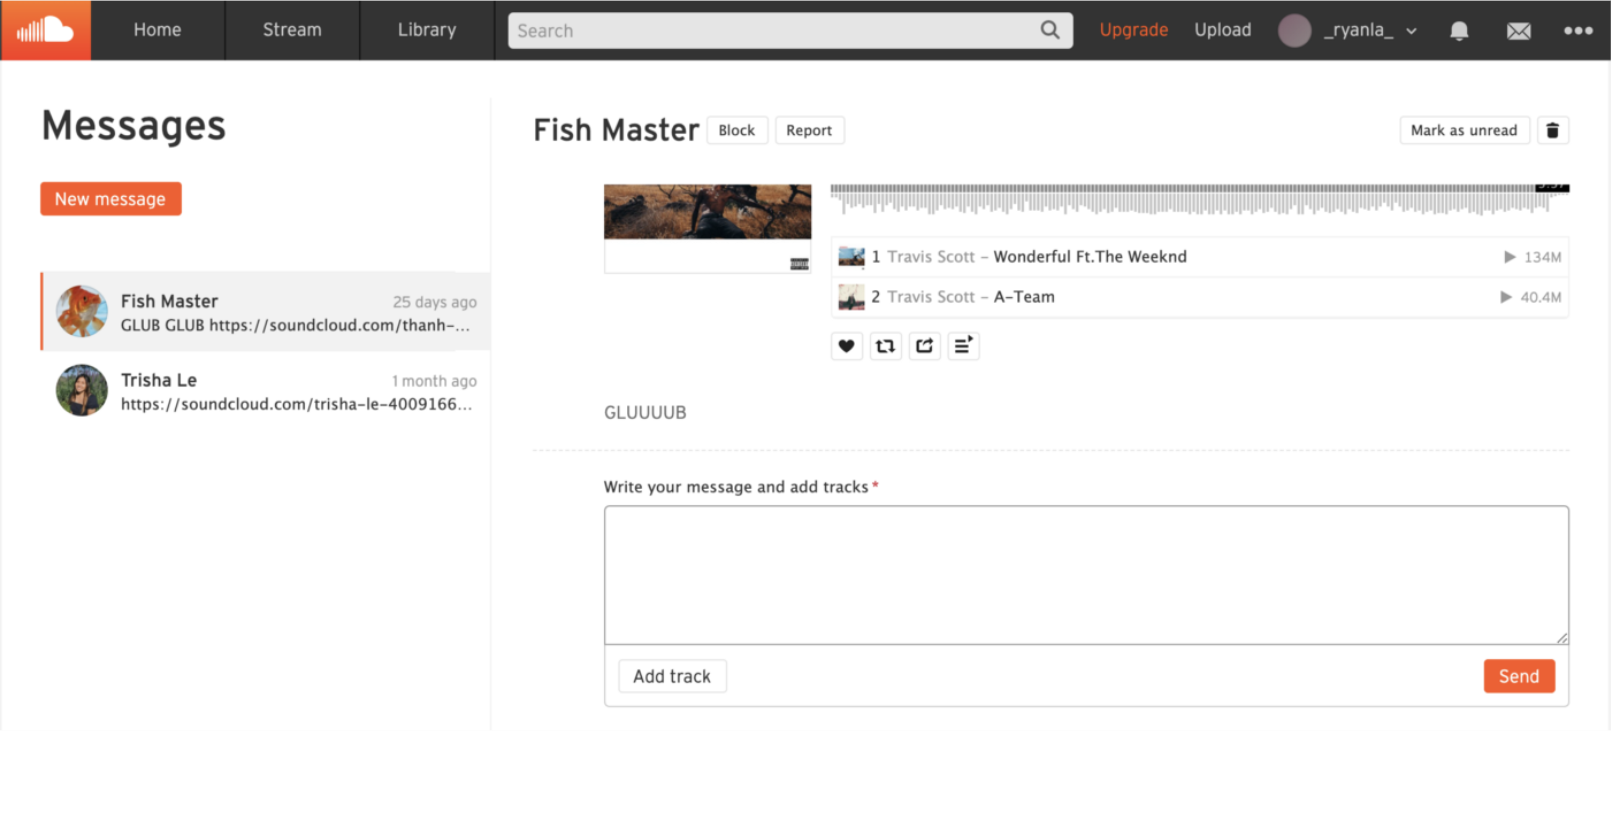 Home
Stream
Library
Search
Upgrade
Upload
_ryanla_
Messages
New message
Fish Master
25 days ago
GLUB GLUB https://soundcloud.com/thanh-...
Trisha Le
1 month ago
https://soundcloud.com/trisha-le-4009166...
Fish Master
Block
Report
Mark as unread
1 Travis Scott – Wonderful Ft.The Weeknd
134M
2 Travis Scott – A-Team
40.4M
GLUUUUB
Write your message and add tracks *
Add track
Send